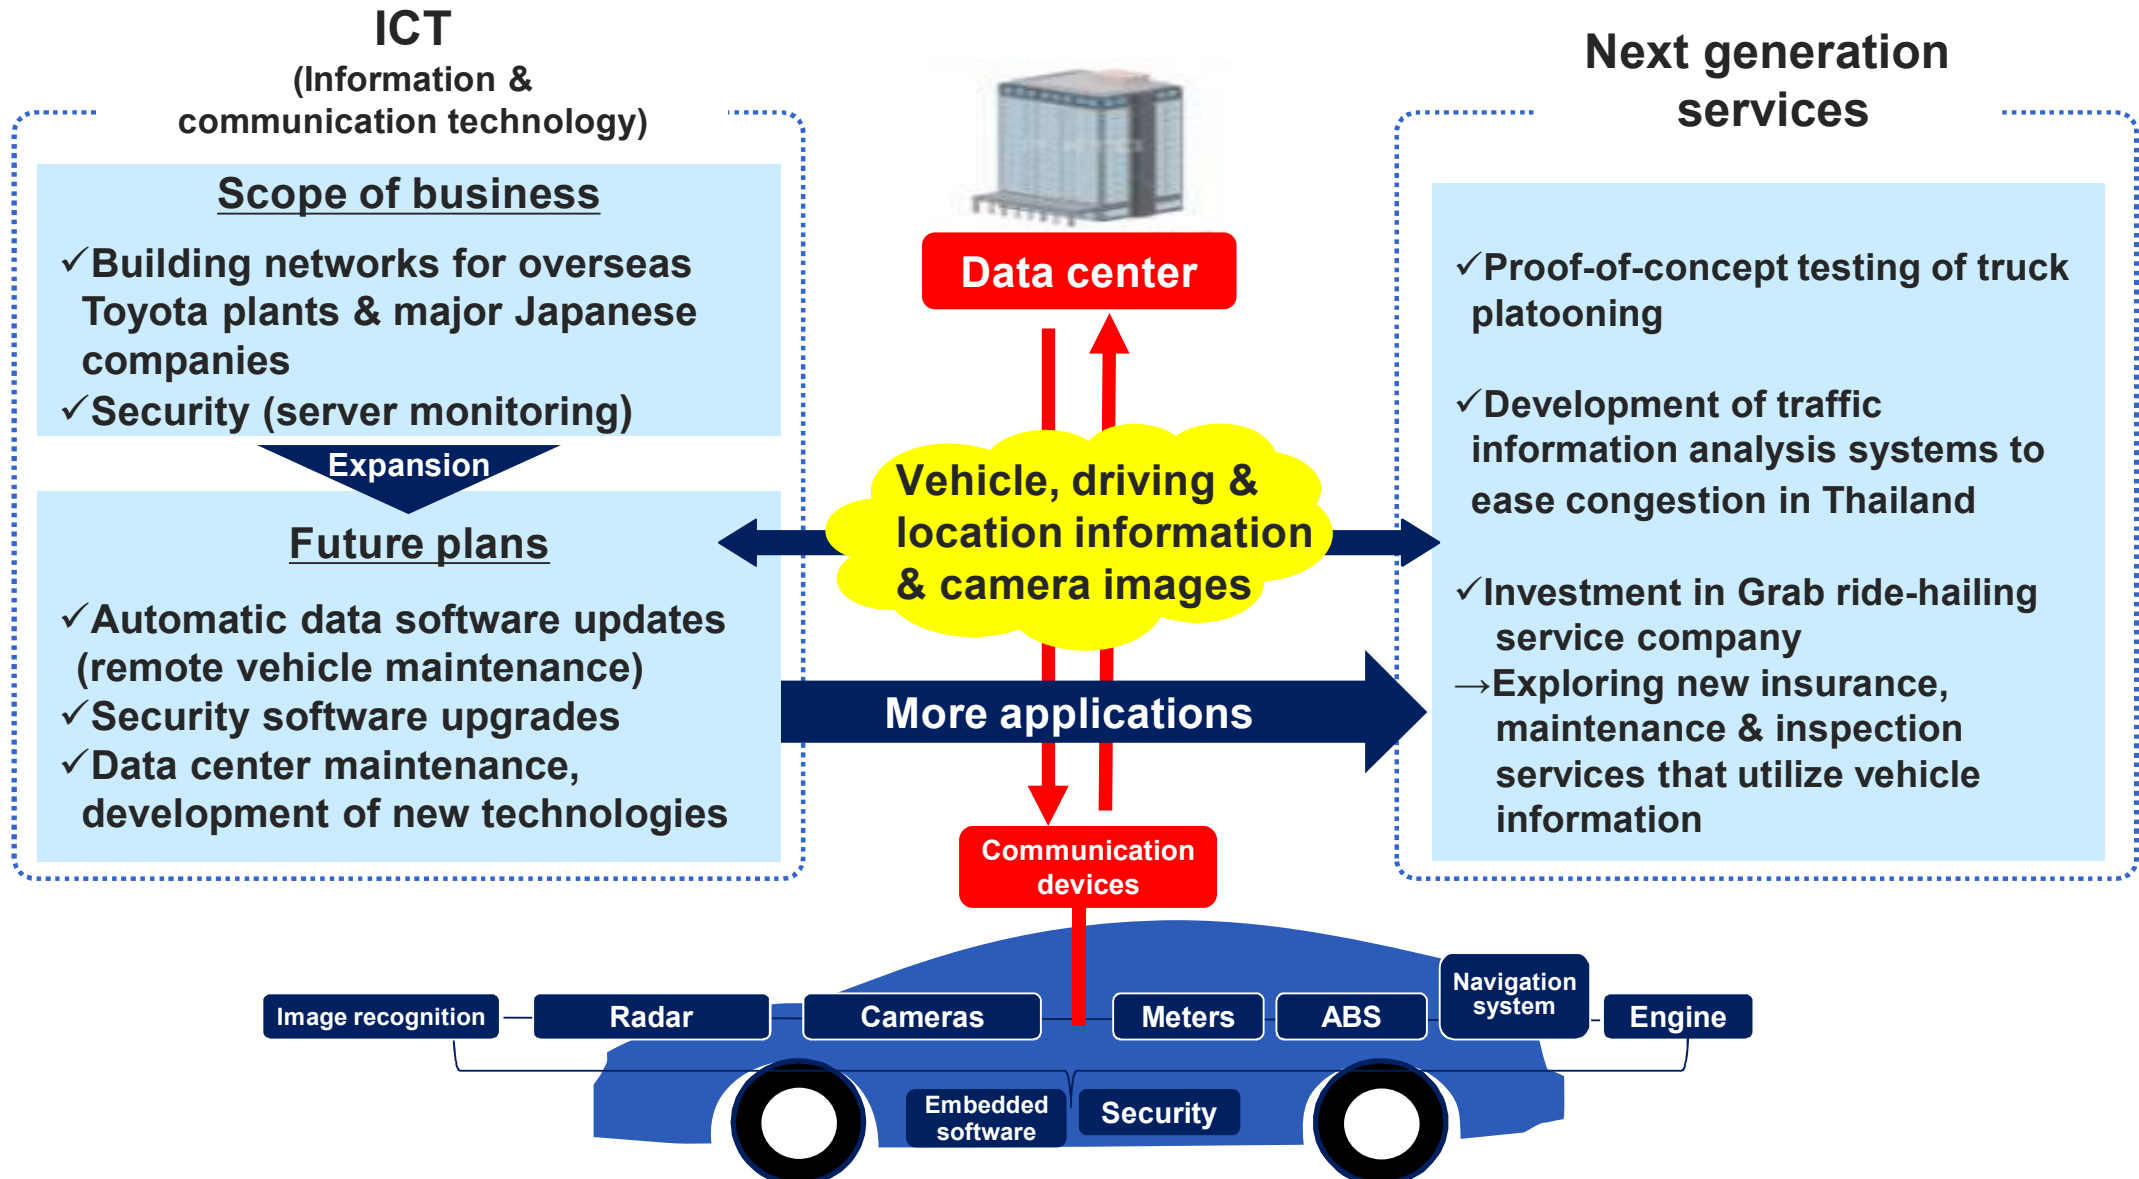 ICT
(Information &
communication technology)
Scope of business
✓Building networks for overseas
Toyota plants & major Japanese
companies
✓Security (server monitoring)
Expansion
Future plans
✓Automatic data software updates
(remote vehicle maintenance)
✓Security software upgrades
✓Data center maintenance,
development of new technologies
Data center
Vehicle, driving &
location information
& camera images
More applications
Communication
devices
Next generation
services
✓Proof-of-concept testing of truck
platooning
✓Development of traffic
information analysis systems to
ease congestion in Thailand
✓Investment in Grab ride-hailing
service company
→Exploring new insurance,
maintenance & inspection
services that utilize vehicle
information
Image recognition
Radar
Cameras
Meters
ABS
Navigation
system
Engine
Embedded
software
Security